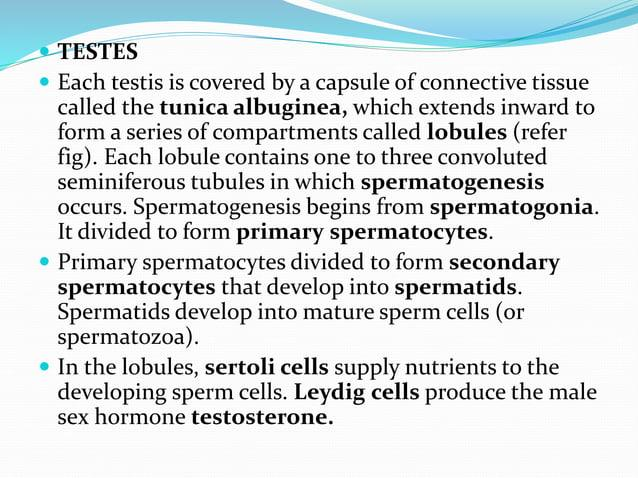 TESTES
Each testis is covered by a capsule of connective tissue
called the tunica albuginea, which extends inward to
form a series of compartments called lobules (refer
fig). Each lobule contains one to three convoluted
seminiferous tubules in which spermatogenesis
occurs. Spermatogenesis begins from spermatogonia.
It divided to form primary spermatocytes.
Primary spermatocytes divided to form secondary
spermatocytes that develop into spermatids.
Spermatids develop into mature sperm cells (or
spermatozoa).
In the lobules, sertoli cells supply nutrients to the
developing sperm cells. Leydig cells produce the male
sex hormone testosterone.